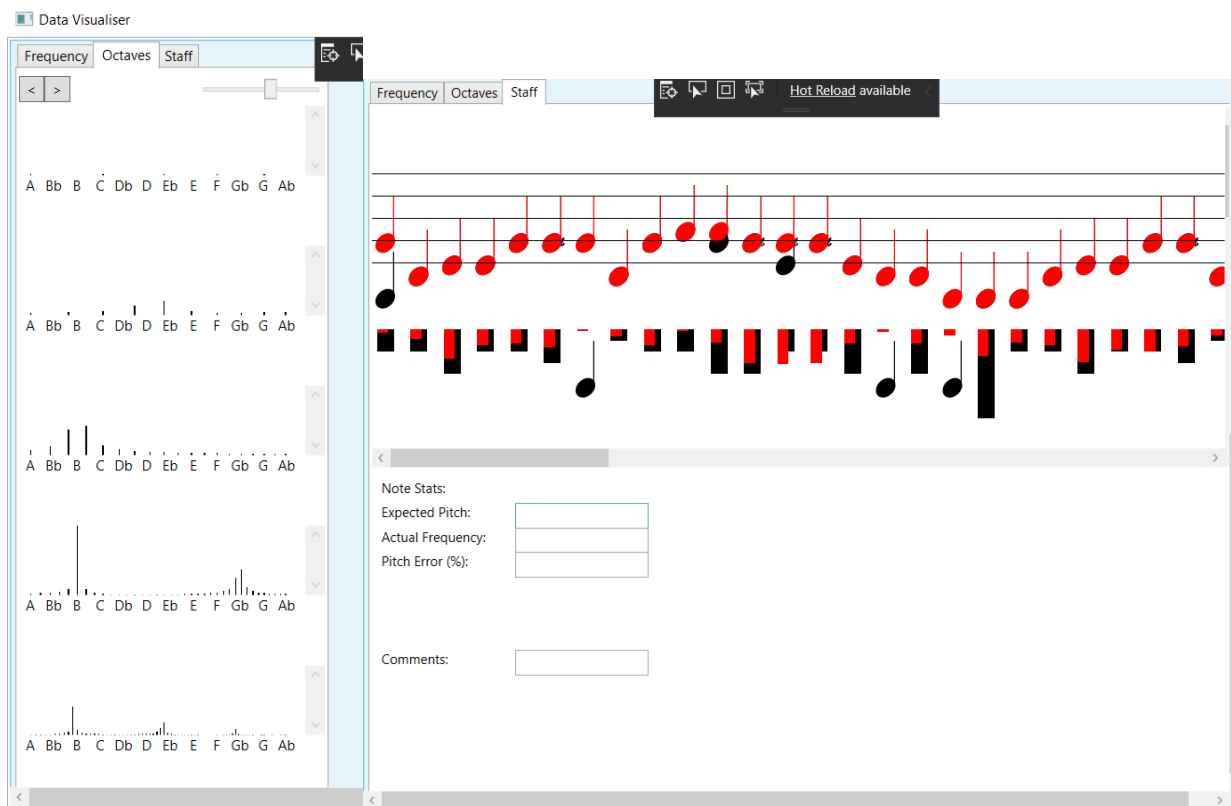 Data Visualiser
Frequency Octaves Staff
< >
A Bb B C Db D Eb E F Gb G Ab
A Bb B C Db D Eb E F Gb G Ab
A Bb B C Db D Eb E F Gb G Ab
A Bb B C Db D Eb E F Gb G Ab
A Bb B C Db D Eb E F Gb G Ab
Frequency Octaves Staff
Hot Reload available
Note Stats:
Expected Pitch:
Actual Frequency:
Pitch Error (%):
Comments: